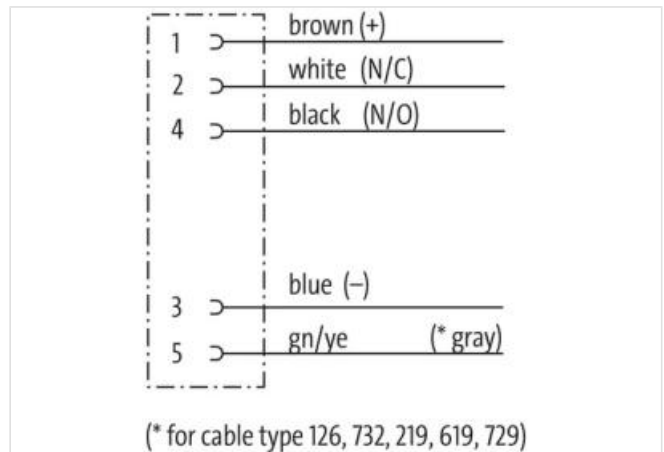 1 brown (+)
2 white (N/C)
4 black (N/O)
3 blue (–)
5 gn/ye (* gray)
(* for cable type 126, 732, 219, 619, 729)